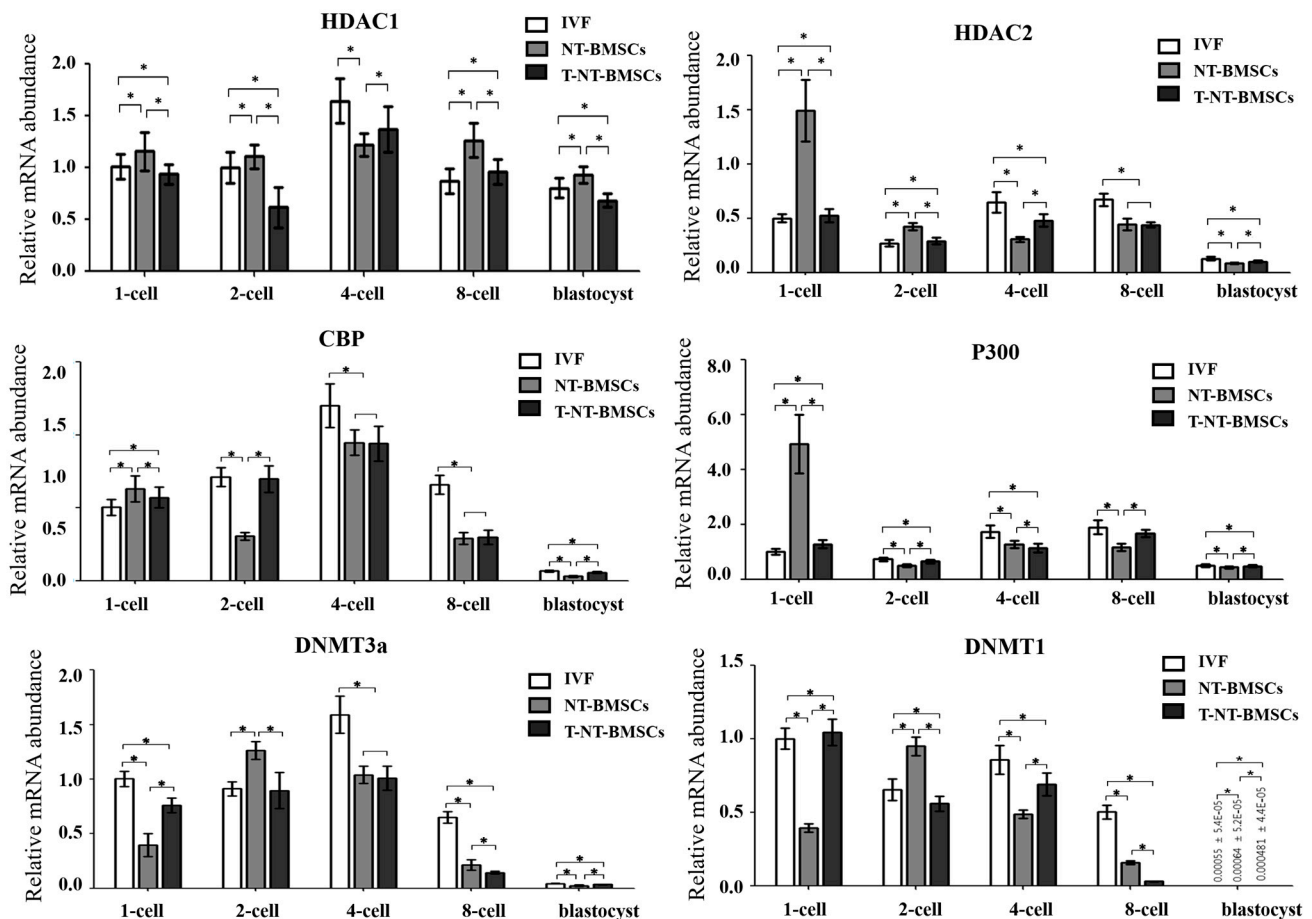 HDAC1
IVF
NT-BMSCs
T-NT-BMSCs
Relative mRNA abundance
2.0
1.5
1.0
0.5
0.0
* * * * * * * * * * * * * *
1-cell 2-cell 4-cell 8-cell blastocyst
HDAC2
IVF
NT-BMSCs
T-NT-BMSCs
Relative mRNA abundance
2.0
1.5
1.0
0.5
0.0
* * * * * * * * * * * * *
1-cell 2-cell 4-cell 8-cell blastocyst
CBP
IVF
NT-BMSCs
T-NT-BMSCs
Relative mRNA abundance
1.5
1.0
0.5
0.0
* * * * * * * * * *
1-cell 2-cell 4-cell 8-cell blastocyst
P300
IVF
NT-BMSCs
T-NT-BMSCs
Relative mRNA abundance
8.0
6.0
4.0
2.0
0.0
* * * * * * * * * * * * * *
1-cell 2-cell 4-cell 8-cell blastocyst
DNMT3a
IVF
NT-BMSCs
T-NT-BMSCs
Relative mRNA abundance
2.0
1.5
1.0
0.5
0.0
* * * * * * * * * * * *
1-cell 2-cell 4-cell 8-cell blastocyst
DNMT1
IVF
NT-BMSCs
T-NT-BMSCs
Relative mRNA abundance
1.5
1.0
0.5
0.0
* * * * * * * * * * * * * * *
0.00055 ± 5.4E-05
0.00064 ± 5.2E-05
0.000481 ± 4.4E-05
1-cell 2-cell 4-cell 8-cell blastocyst